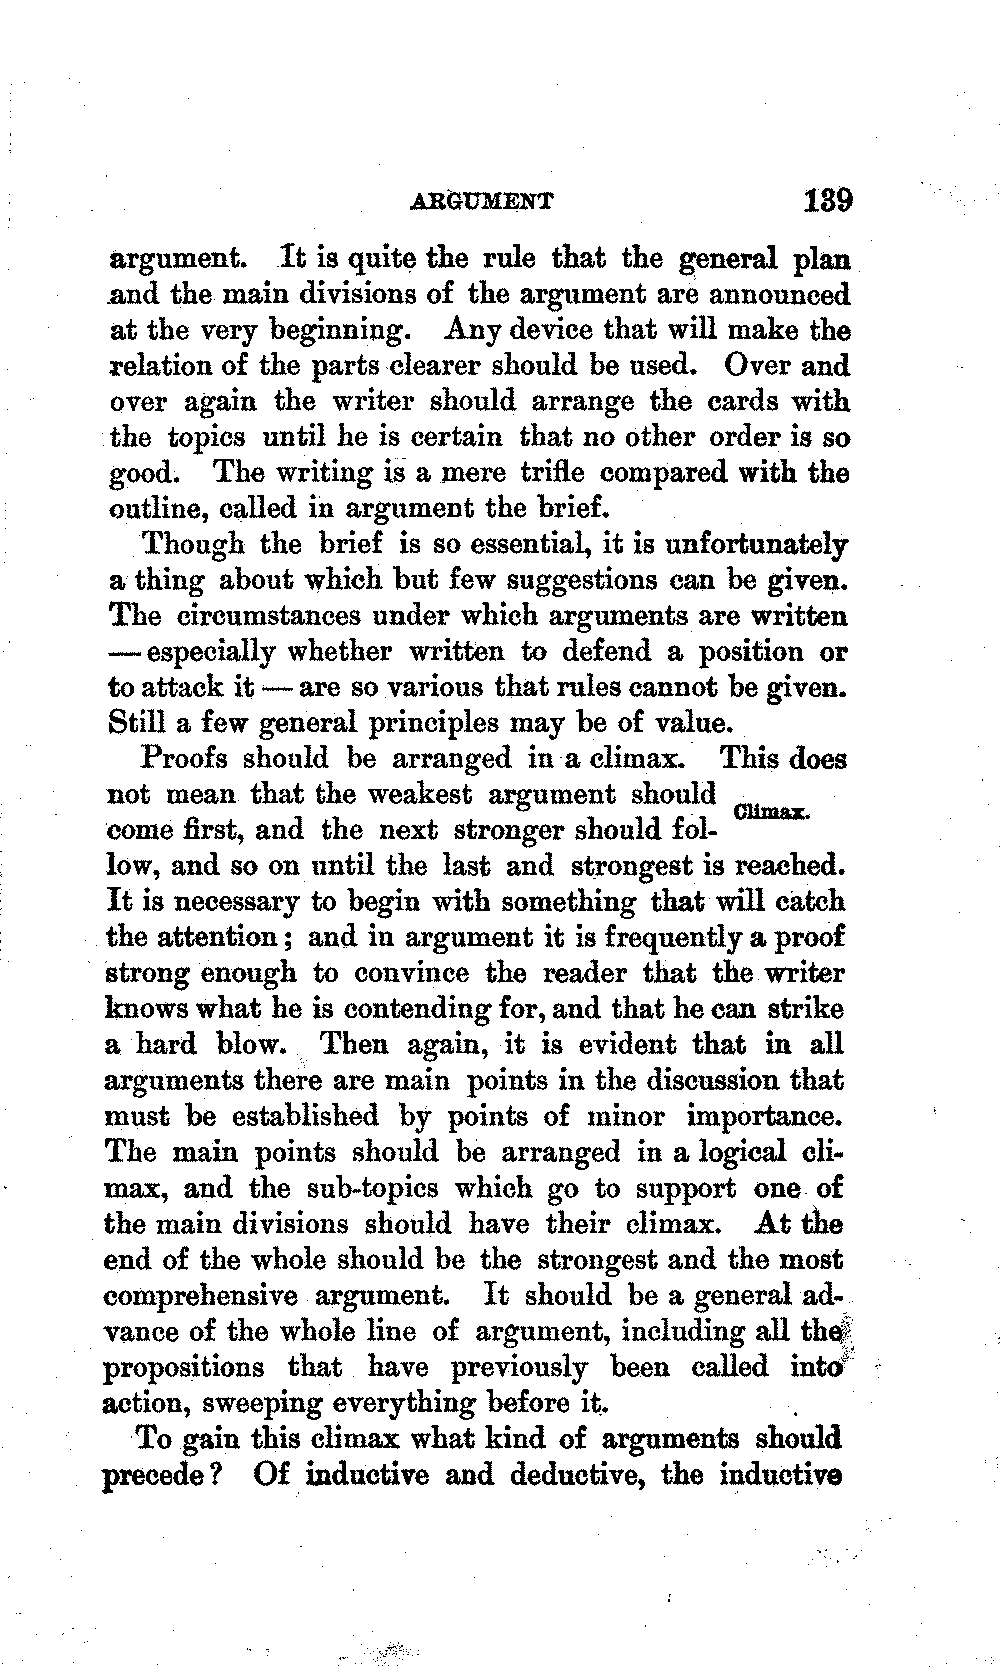 ARGUMENT 139
argument. It is quite the rule that the general plan
and the main divisions of the argument are announced
at the very beginning. Any device that will make the
relation of the parts clearer should be used. Over and
over again the writer should arrange the cards with
the topics until he is certain that no other order is so
good. The writing is a mere trifle compared with the
outline, called in argument the brief.
Though the brief is so essential, it is unfortunately
a thing about which but few suggestions can be given.
The circumstances under which arguments are written
— especially whether written to defend a position or
to attack it — are so various that rules cannot be given.
Still a few general principles may be of value.
Proofs should be arranged in a climax. This does
not mean that the weakest argument should
Climax.
come first, and the next stronger should fol-
low, and so on until the last and strongest is reached.
It is necessary to begin with something that will catch
the attention; and in argument it is frequently a proof
strong enough to convince the reader that the writer
knows what he is contending for, and that he can strike
a hard blow. Then again, it is evident that in all
arguments there are main points in the discussion that
must be established by points of minor importance.
The main points should be arranged in a logical cli-
max, and the sub-topics which go to support one of
the main divisions should have their climax. At the
end of the whole should be the strongest and the most
comprehensive argument. It should be a general ad-
vance of the whole line of argument, including all the
propositions that have previously been called into
action, sweeping everything before it.
To gain this climax what kind of arguments should
precede? Of inductive and deductive, the inductive